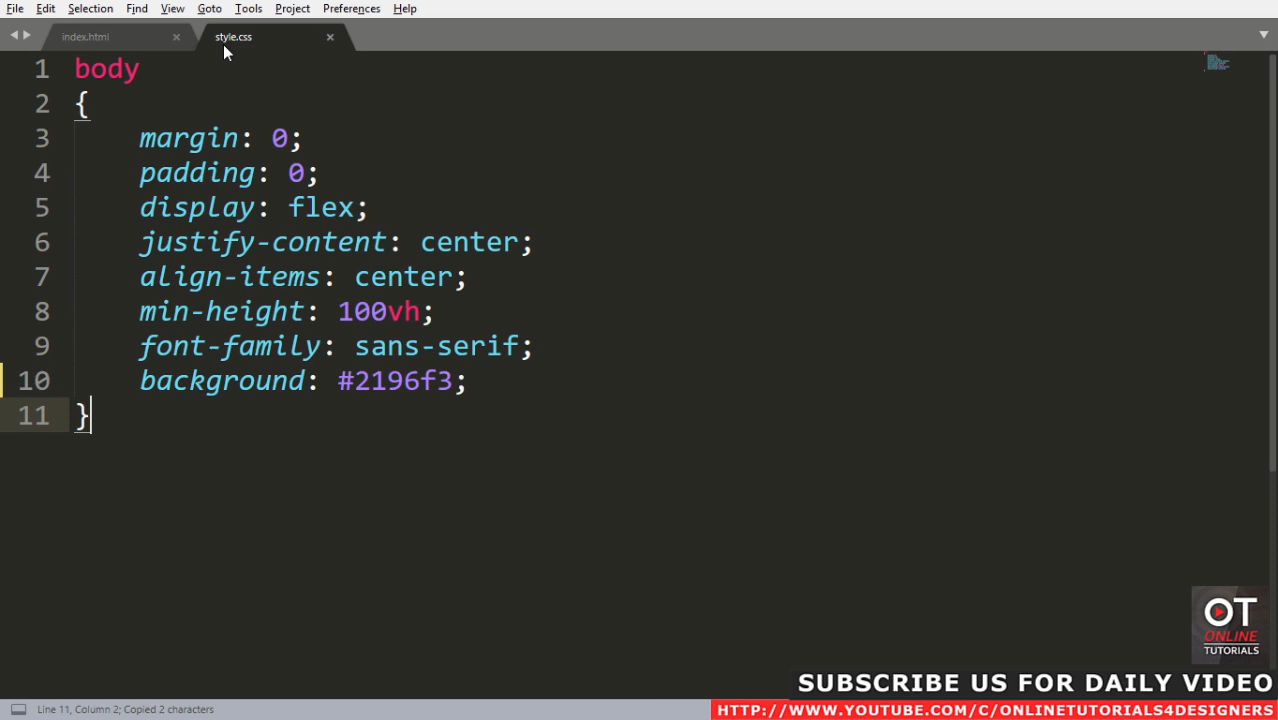 File Edit Selection Find View Goto Tools Project Preferences Help
index.html × style.css ×
1 body
2 {
3 margin: 0;
4 padding: 0;
5 display: flex;
6 justify-content: center;
7 align-items: center;
8 min-height: 100vh;
9 font-family: sans-serif;
10 background: #2196f3;
11 }
OT
ONLINE
TUTORIALS
SUBSCRIBE US FOR DAILY VIDEO
Line 11, Column 2; Copied 2 characters
HTTP://WWW.YOUTUBE.COM/C/ONLINETUTORIALS4DESIGNERS